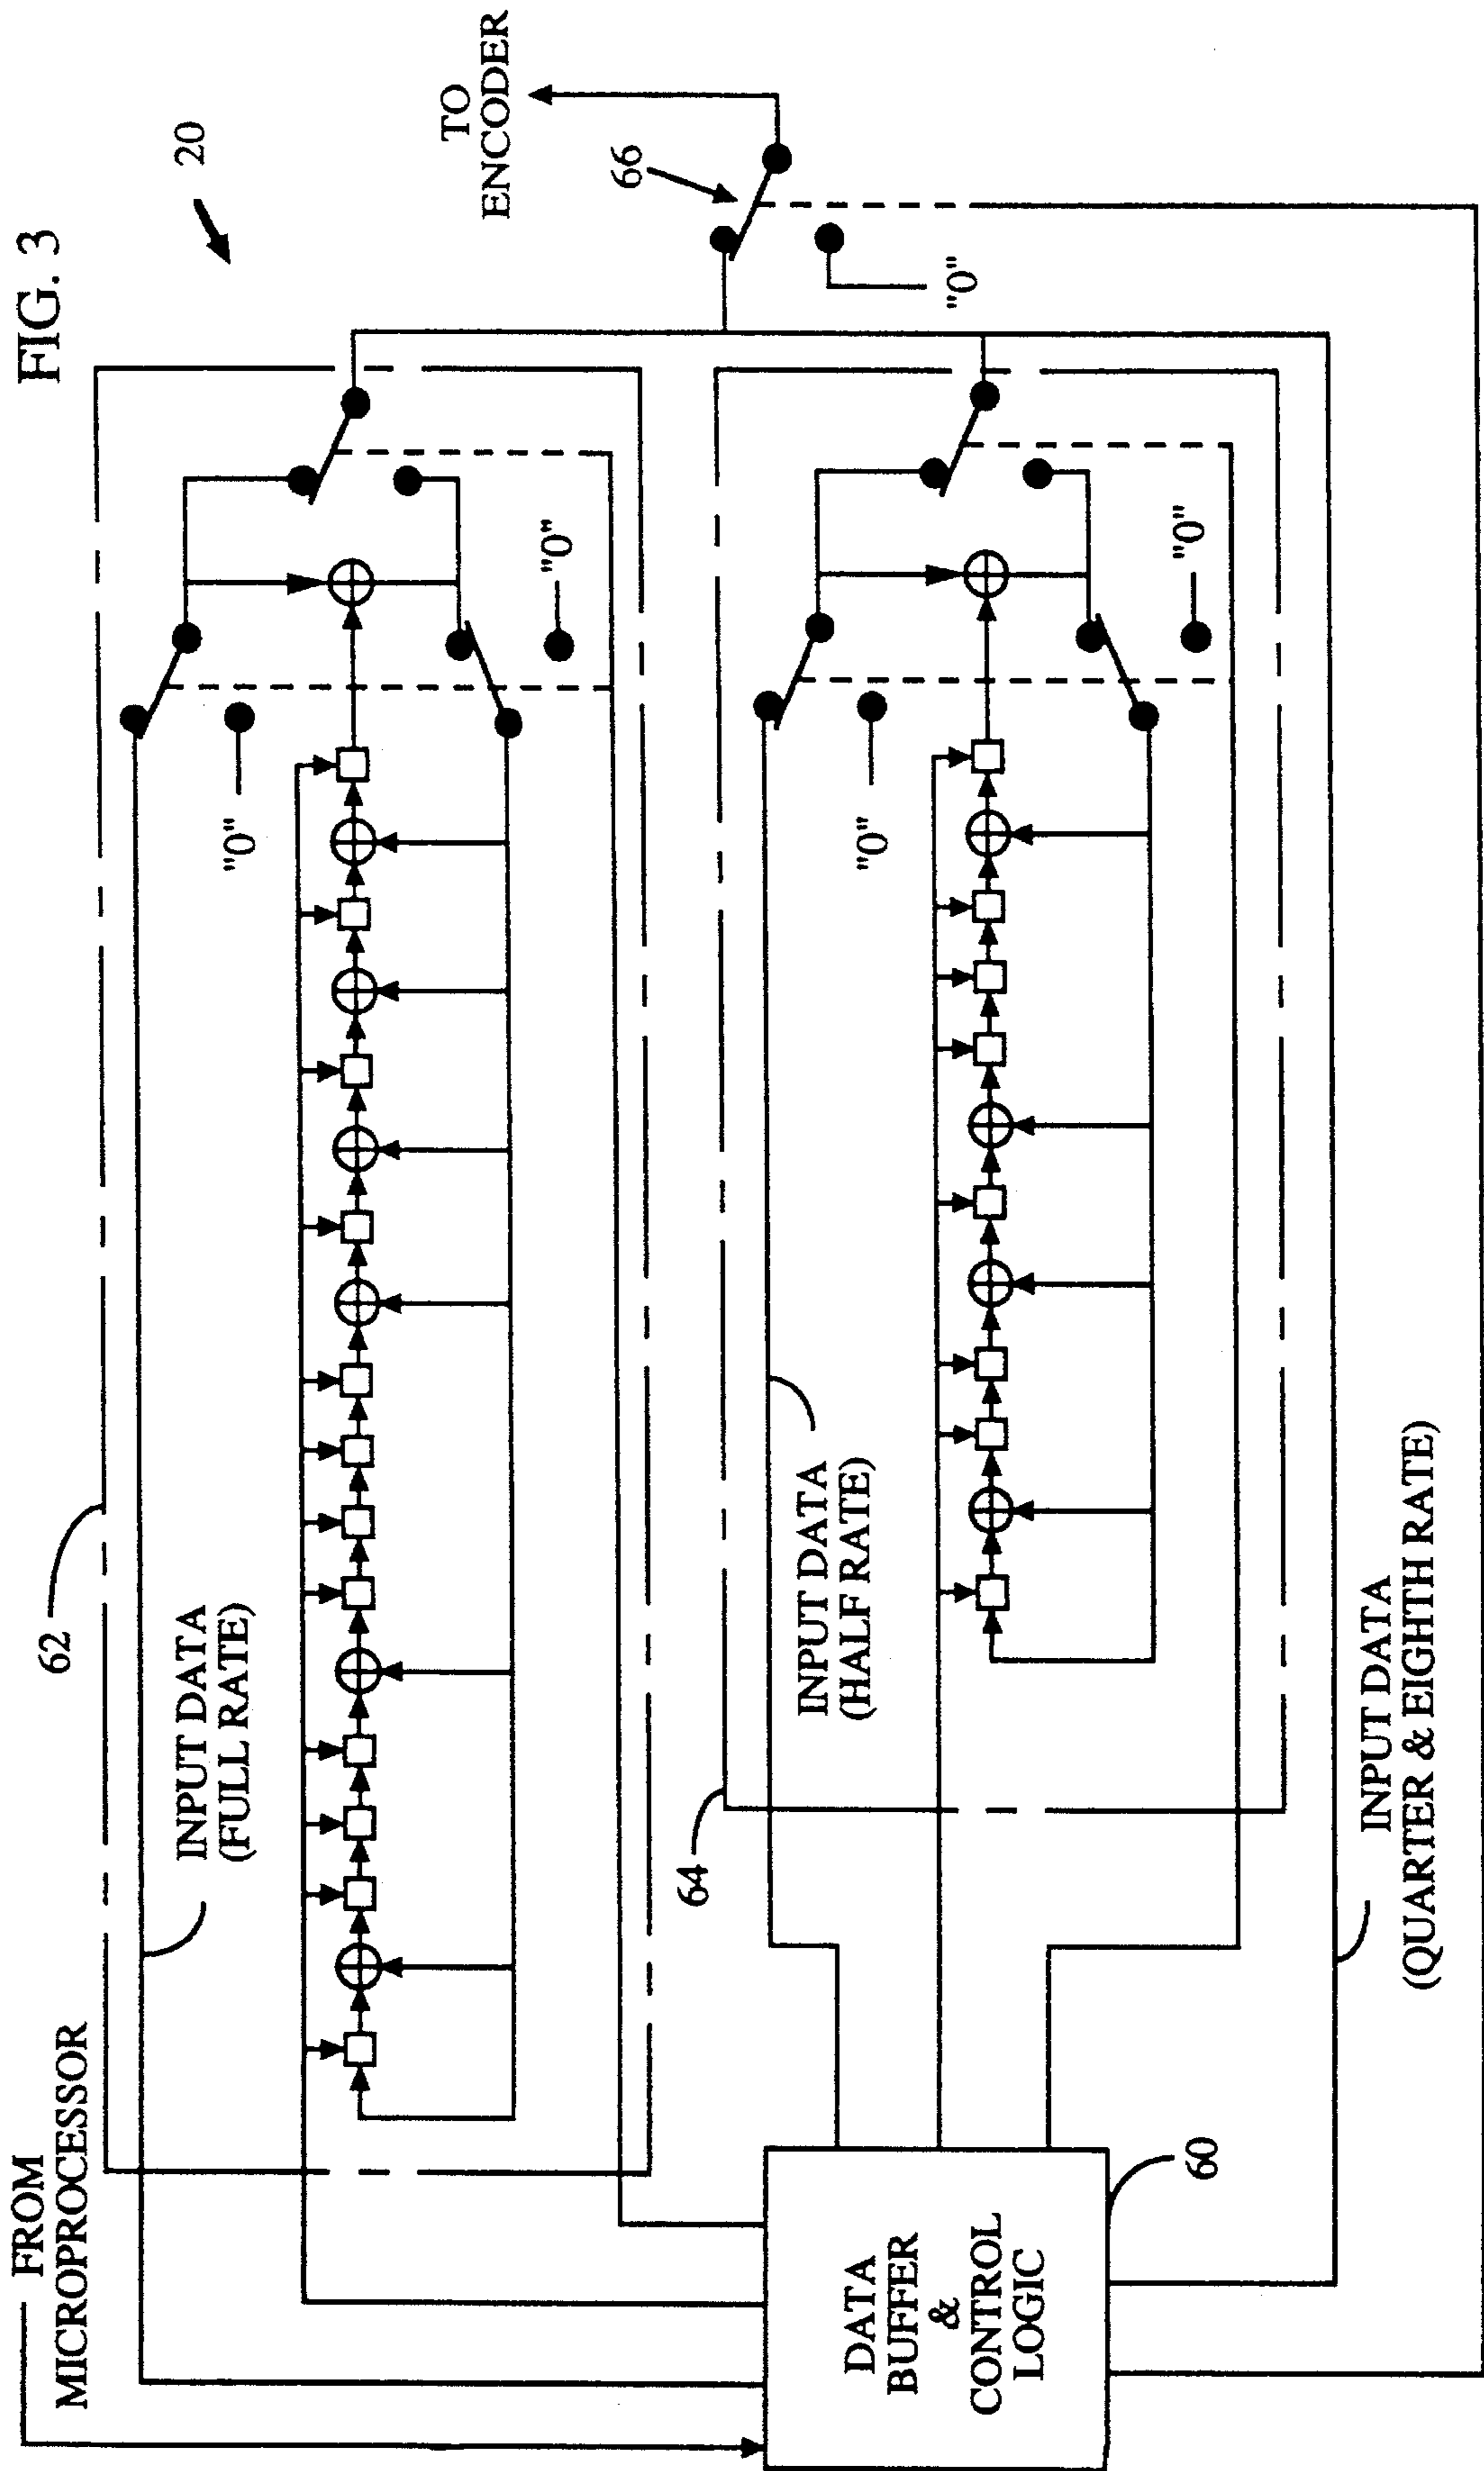 FIG. 3
20
FROM
MICROPROCESSOR
62
INPUT DATA
(FULL RATE)
"0"
"0"
TO
ENCODER
66
"0"
64
INPUT DATA
(HALF RATE)
"0"
"0"
DATA
BUFFER
&
CONTROL
LOGIC
60
INPUT DATA
(QUARTER & EIGHTH RATE)